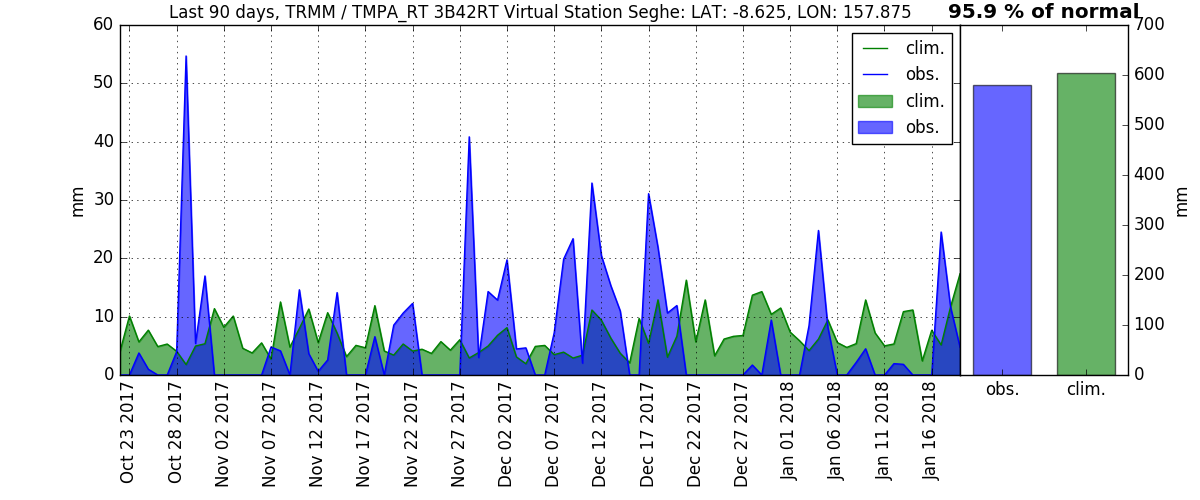 Last 90 days, TRMM / TMPA_RT 3B42RT Virtual Station Seghe: LAT: -8.625, LON: 157.875
95.9 % of normal
60
50
40
30
20
10
0
mm
clim.
obs.
clim.
obs.
Oct 23 2017
Oct 28 2017
Nov 02 2017
Nov 07 2017
Nov 12 2017
Nov 17 2017
Nov 22 2017
Nov 27 2017
Dec 02 2017
Dec 07 2017
Dec 12 2017
Dec 17 2017
Dec 22 2017
Dec 27 2017
Jan 01 2018
Jan 06 2018
Jan 11 2018
Jan 16 2018
700
600
500
400
300
200
100
0
mm
obs.
clim.